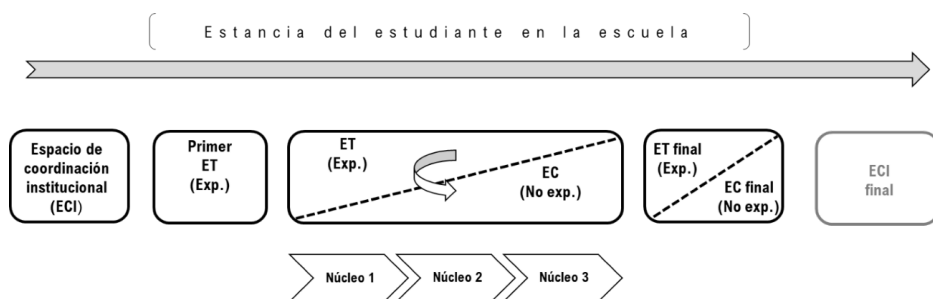 Estancia del estudiante en la escuela
Espacio de
coordinación
institucional
(ECI)
Primer
ET
(Exp.)
ET
(Exp.)
EC
(No exp.)
ET final
(Exp.)
EC final
(No exp.)
ECI
final
Núcleo 1
Núcleo 2
Núcleo 3